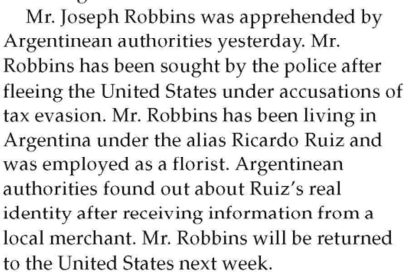 Mr. Joseph Robbins was apprehended by
Argentinean authorities yesterday. Mr.
Robbins has been sought by the police after
fleeing the United States under accusations of
tax evasion. Mr. Robbins has been living in
Argentina under the alias Ricardo Ruiz and
was employed as a florist. Argentinean
authorities found out about Ruiz's real
identity after receiving information from a
local merchant. Mr. Robbins will be returned
to the United States next week.